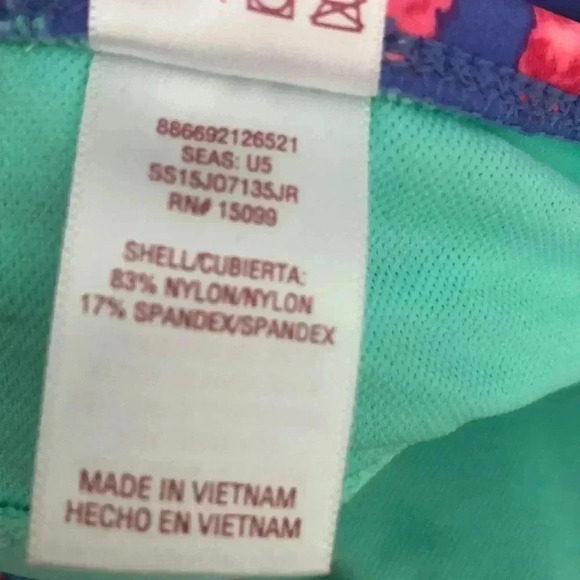 886692126521
SEAS: U5
SS15JO7135JR
RN# 15099
SHELL/CUBIERTA:
83% NYLON/NYLON
17% SPANDEX/SPANDEX
MADE IN VIETNAM
HECHO EN VIETNAM